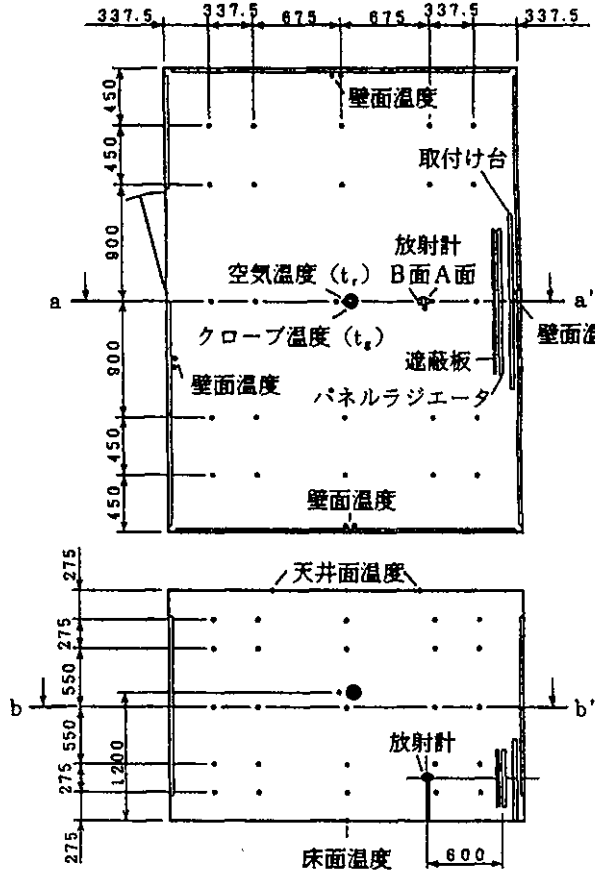 337.5 337.5 675 675 337.5 337.5
450
450
900
900
450
450
壁面温度
取付け台
放射計
空気温度 (tr) B面A面
a a'
クローブ温度 (tg)
壁面温
遮蔽板
壁面温度
パネルラジエータ
壁面温度
275
275
550
550
275
275
1200
天井面温度
b b'
放射計
床面温度
600